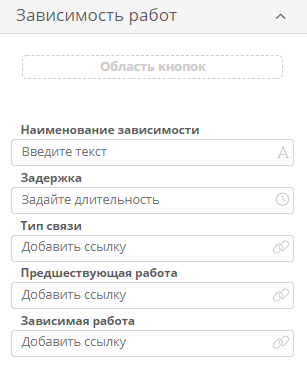 Зависимость работ
Область кнопок
Наименование зависимости
Введите текст
A
Задержка
Задайте длительность
Тип связи
Добавить ссылку
Предшествующая работа
Добавить ссылку
Зависимая работа
Добавить ссылку